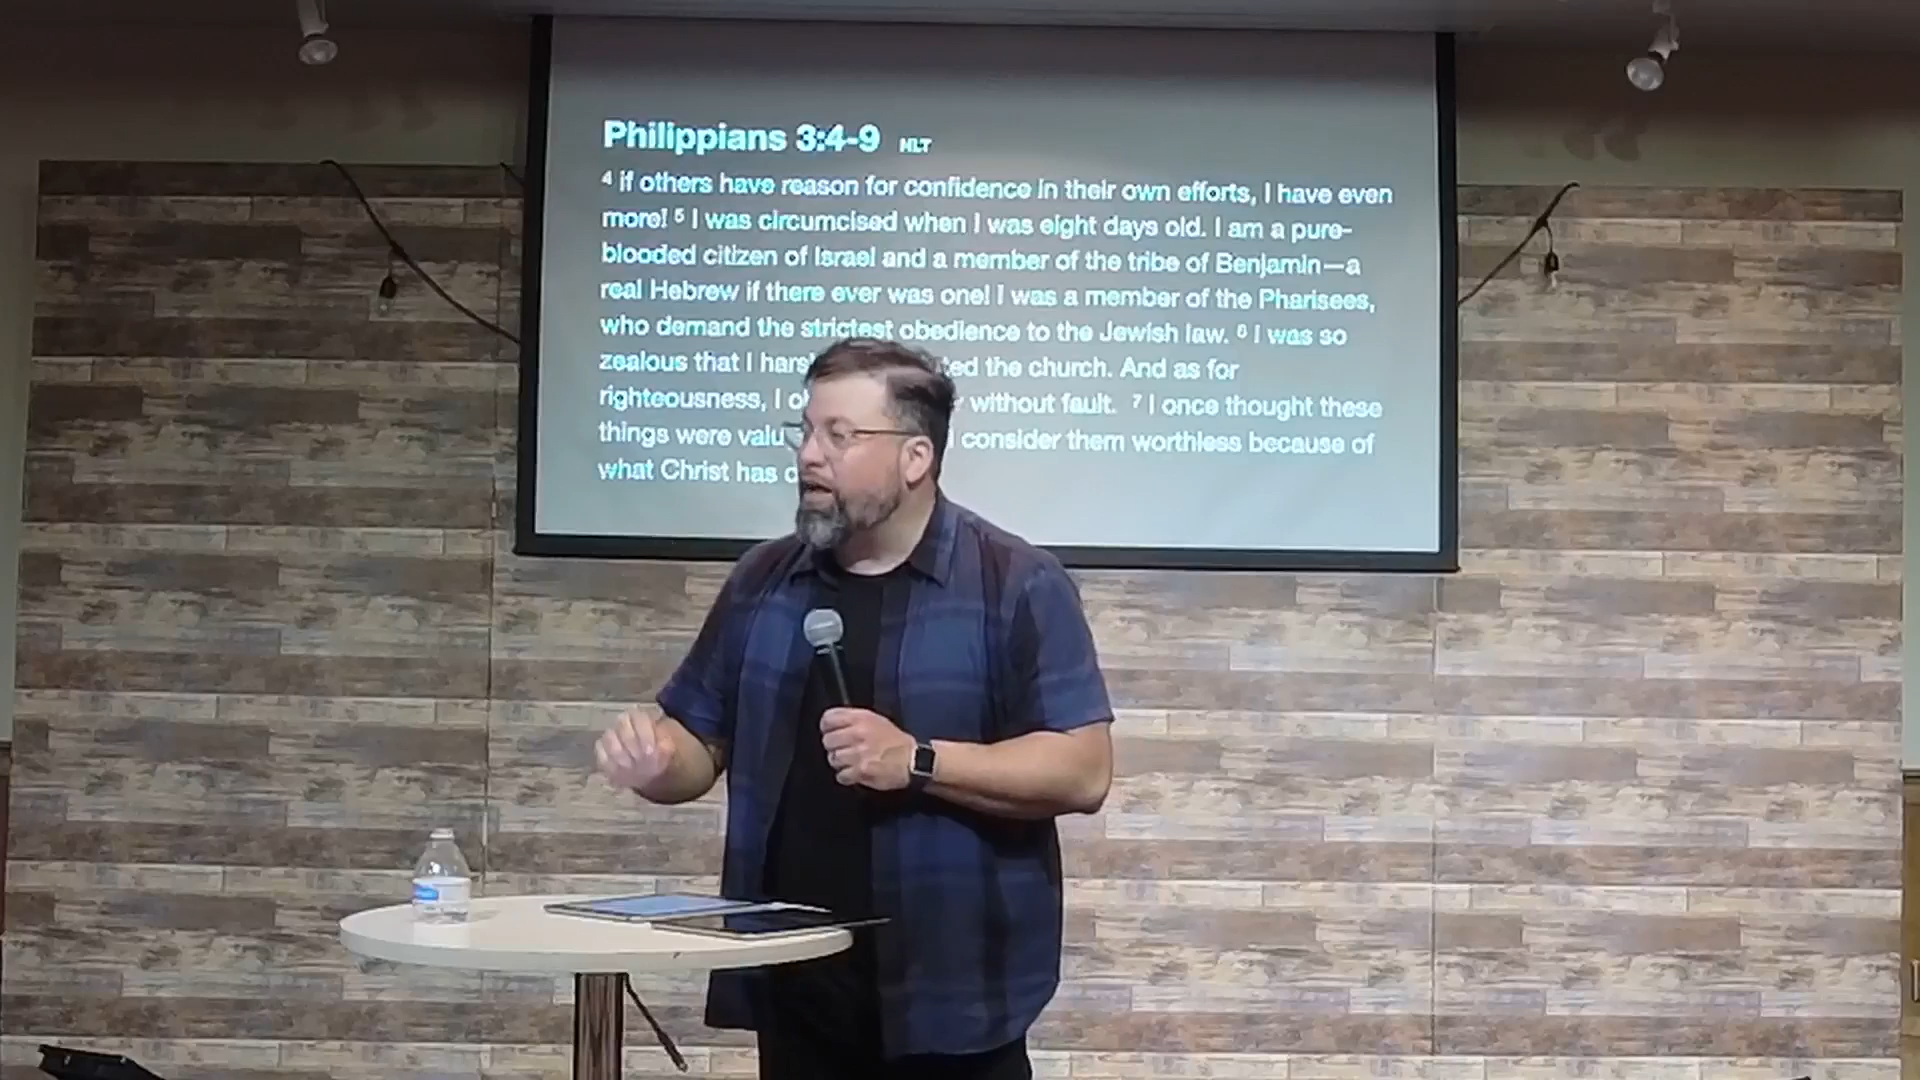 Philippians 3:4-9 NLT
4 If others have reason for confidence in their own efforts, I have even
more! 5 I was circumcised when I was eight days old. I am a pure-
blooded citizen of Israel and a member of the tribe of Benjamin—a
real Hebrew if there ever was one! I was a member of the Pharisees,
who demand the strictest obedience to the Jewish law. 6 I was so
zealous that I the church. And as for
righteousness, I without fault. 7 I once thought these
things were consider them worthless because of
what Christ has